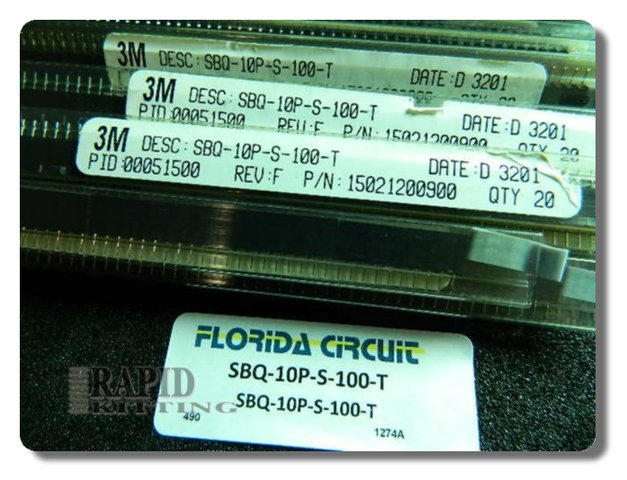 3M DESC: SBQ-10P-S-100-T DATE:D 3201
QTY 20
3M DESC: SBQ-10P-S-100-T DATE:D 3201
PID:00051500 REV:F P/N:15021200900 QTY 20
3M DESC: SBQ-10P-S-100-T DATE:D 3201
PID:00051500 REV:F P/N:15021200900 QTY 20
FLORIDA CIRCUIT
SBQ-10P-S-100-T
SBQ-10P-S-100-T
490 1274A
RAPID
KITTING